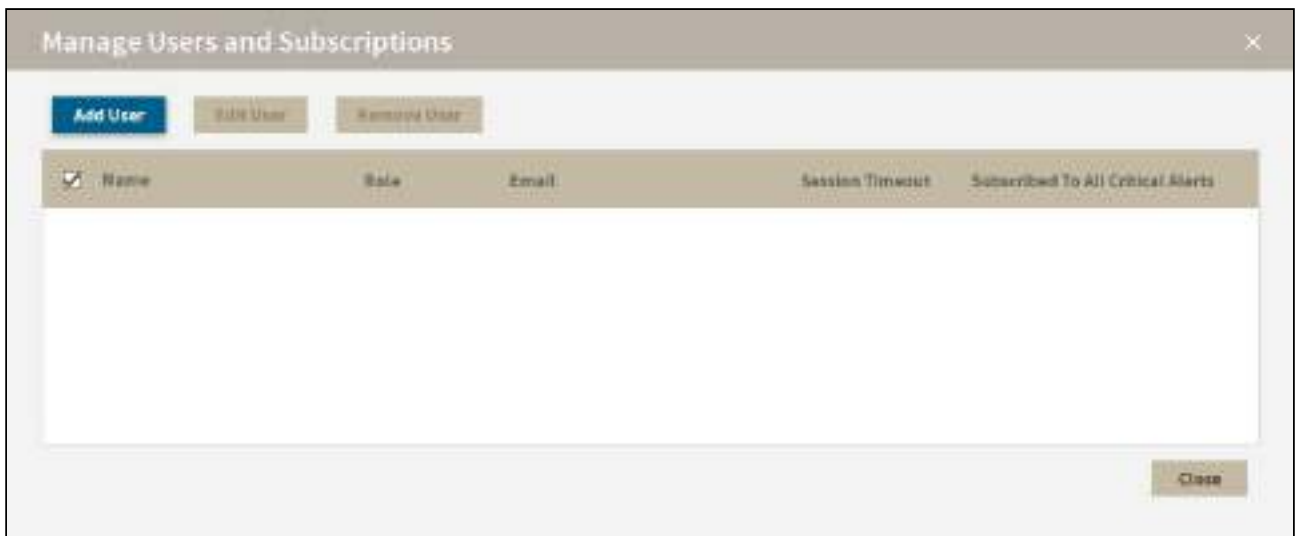 Manage Users and Subscriptions
Add User Edit User Remove User
Name Role Email Session Timeout Subscribed To All Critical Alerts
Close